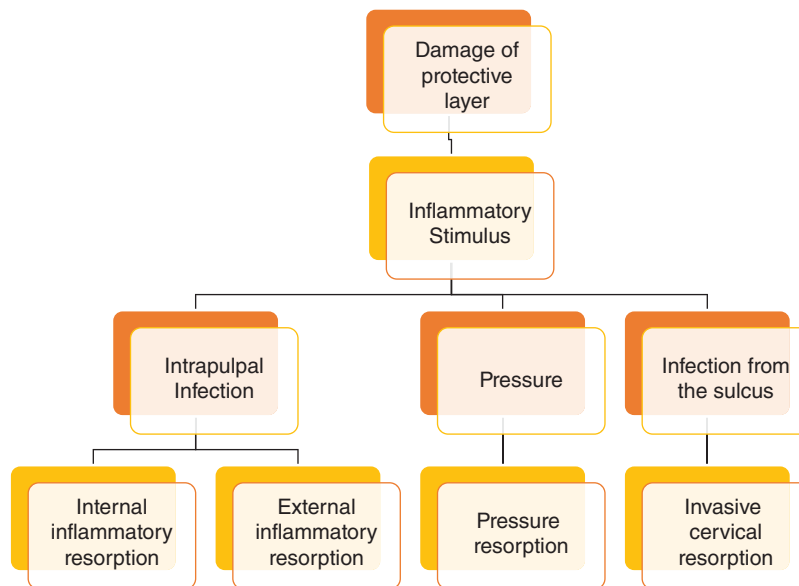 Damage of
protective
layer
Inflammatory
Stimulus
Intrapulpal
Infection
Pressure
Infection from
the sulcus
Internal
inflammatory
resorption
External
inflammatory
resorption
Pressure
resorption
Invasive
cervical
resorption